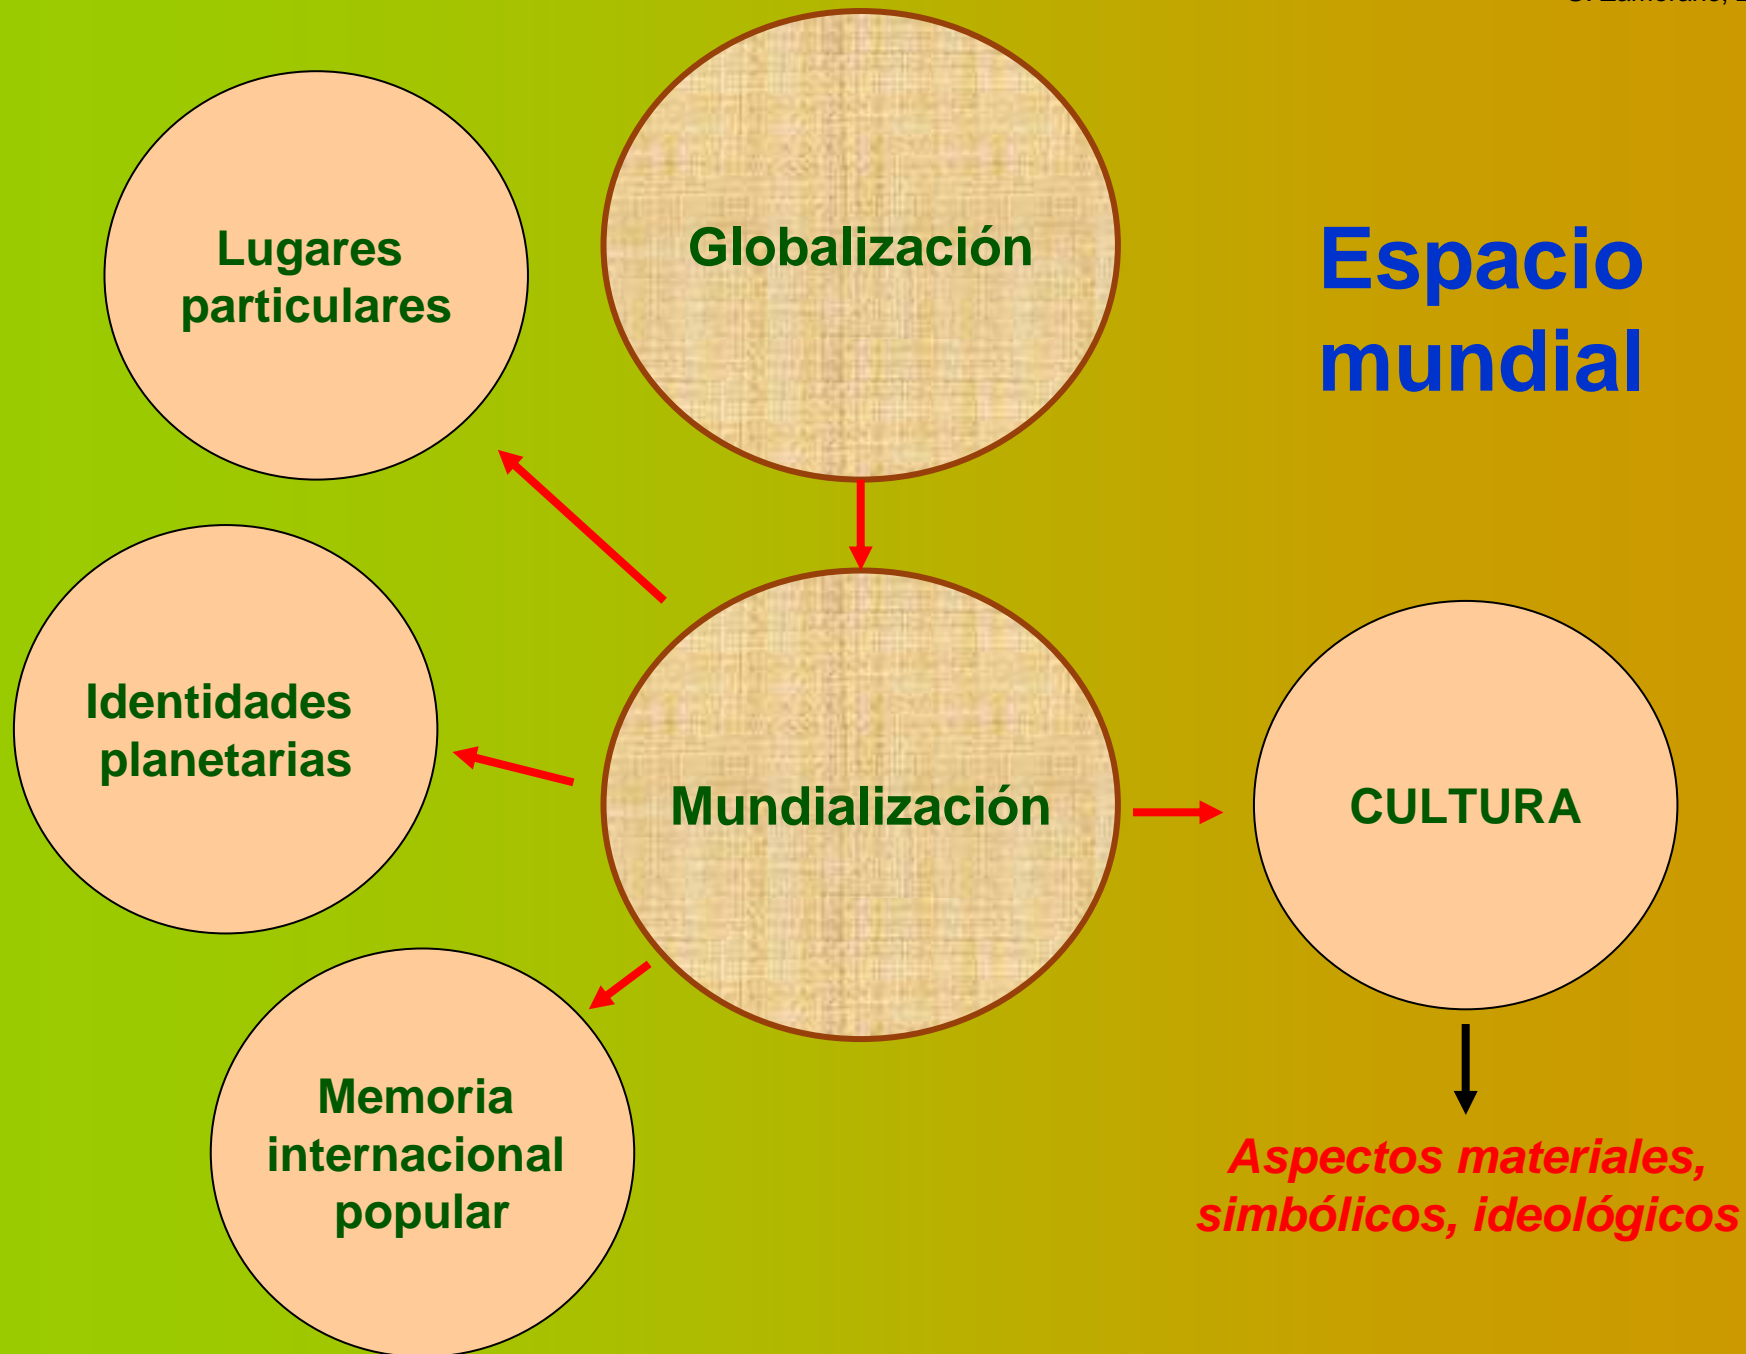 Globalización
Espacio
mundial
Lugares
particulares
Identidades
planetarias
Mundialización
CULTURA
Memoria
internacional
popular
Aspectos materiales,
simbólicos, ideológicos